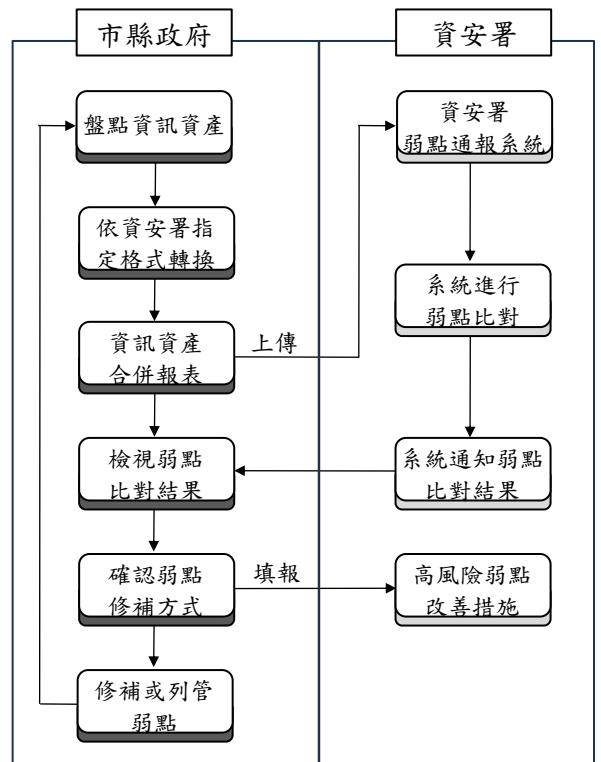 市縣政府
資安署
盤點資訊資產
依資安署指
定格式轉換
資訊資產
合併報表
上傳
檢視弱點
比對結果
確認弱點
修補方式
填報
修補或列管
弱點
資安署
弱點通報系統
系統進行
弱點比對
系統通知弱點
比對結果
高風險弱點
改善措施